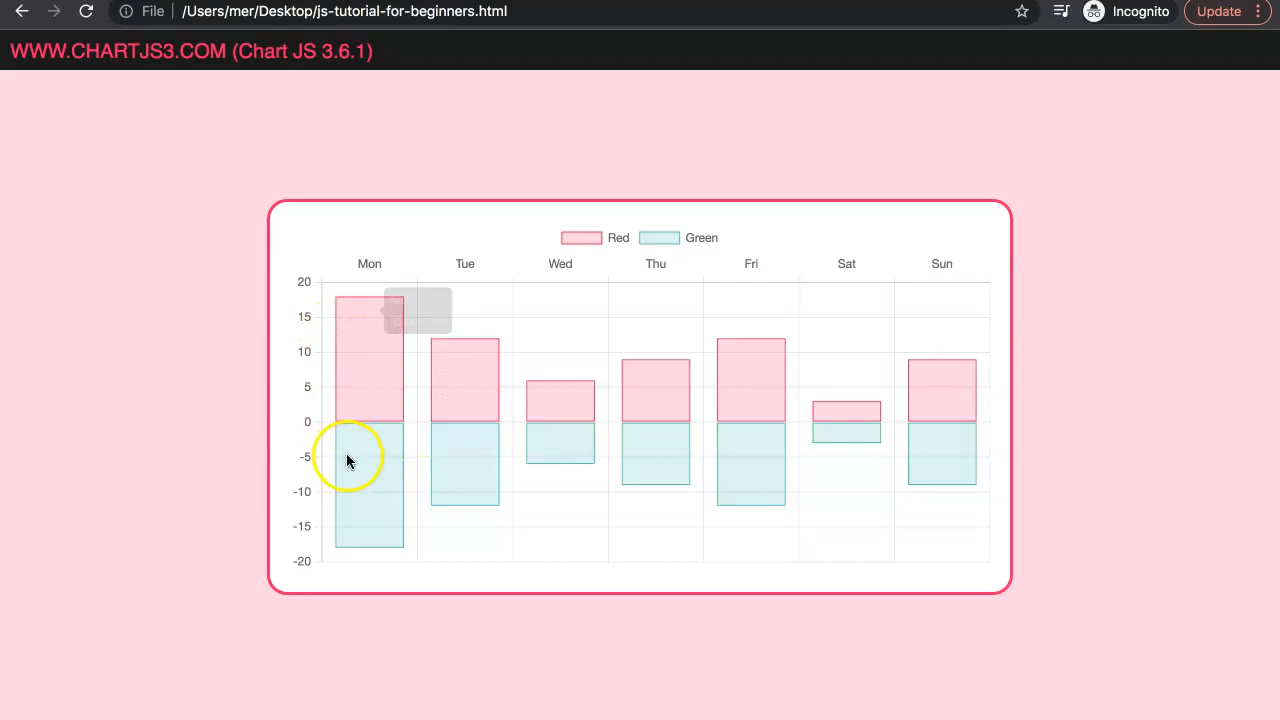 File
/Users/mer/Desktop/js-tutorial-for-beginners.html
Incognito
Update
WWW.CHARTJS3.COM (Chart JS 3.6.1)
Red Green
Mon Tue Wed Thu Fri Sat Sun
20
15
10
5
0
-5
-10
-15
-20